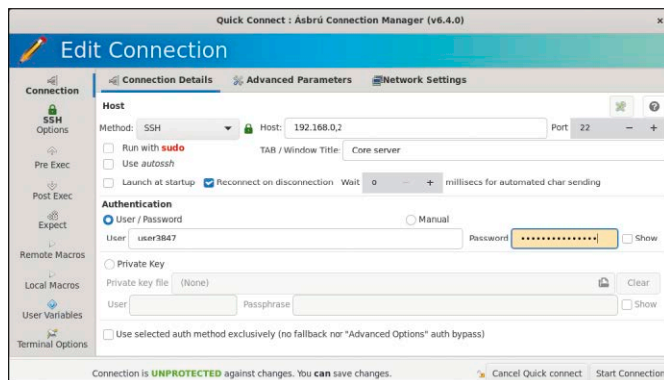 Quick Connect : Ásbrú Connection Manager (v6.4.0)
Edit Connection
Connection
SSH Options
Pre Exec
Post Exec
Expect
Remote Macros
Local Macros
User Variables
Terminal Options
Connection Details Advanced Parameters Network Settings
Host
Method: SSH Host: 192.168.0.2 Port 22 - +
Run with sudo TAB / Window Title: Core server
Use autossh
Launch at startup Reconnect on disconnection Wait 0 - + millisecs for automated char sending
Authentication
User / Password Manual
User user3847 Password ••••••••••••••• Show
Private Key
Private key file (None) Clear
User Passphrase Show
Use selected auth method exclusively (no fallback nor "Advanced Options" auth bypass)
Connection is UNPROTECTED against changes. You can save changes. Cancel Quick connect Start Connection